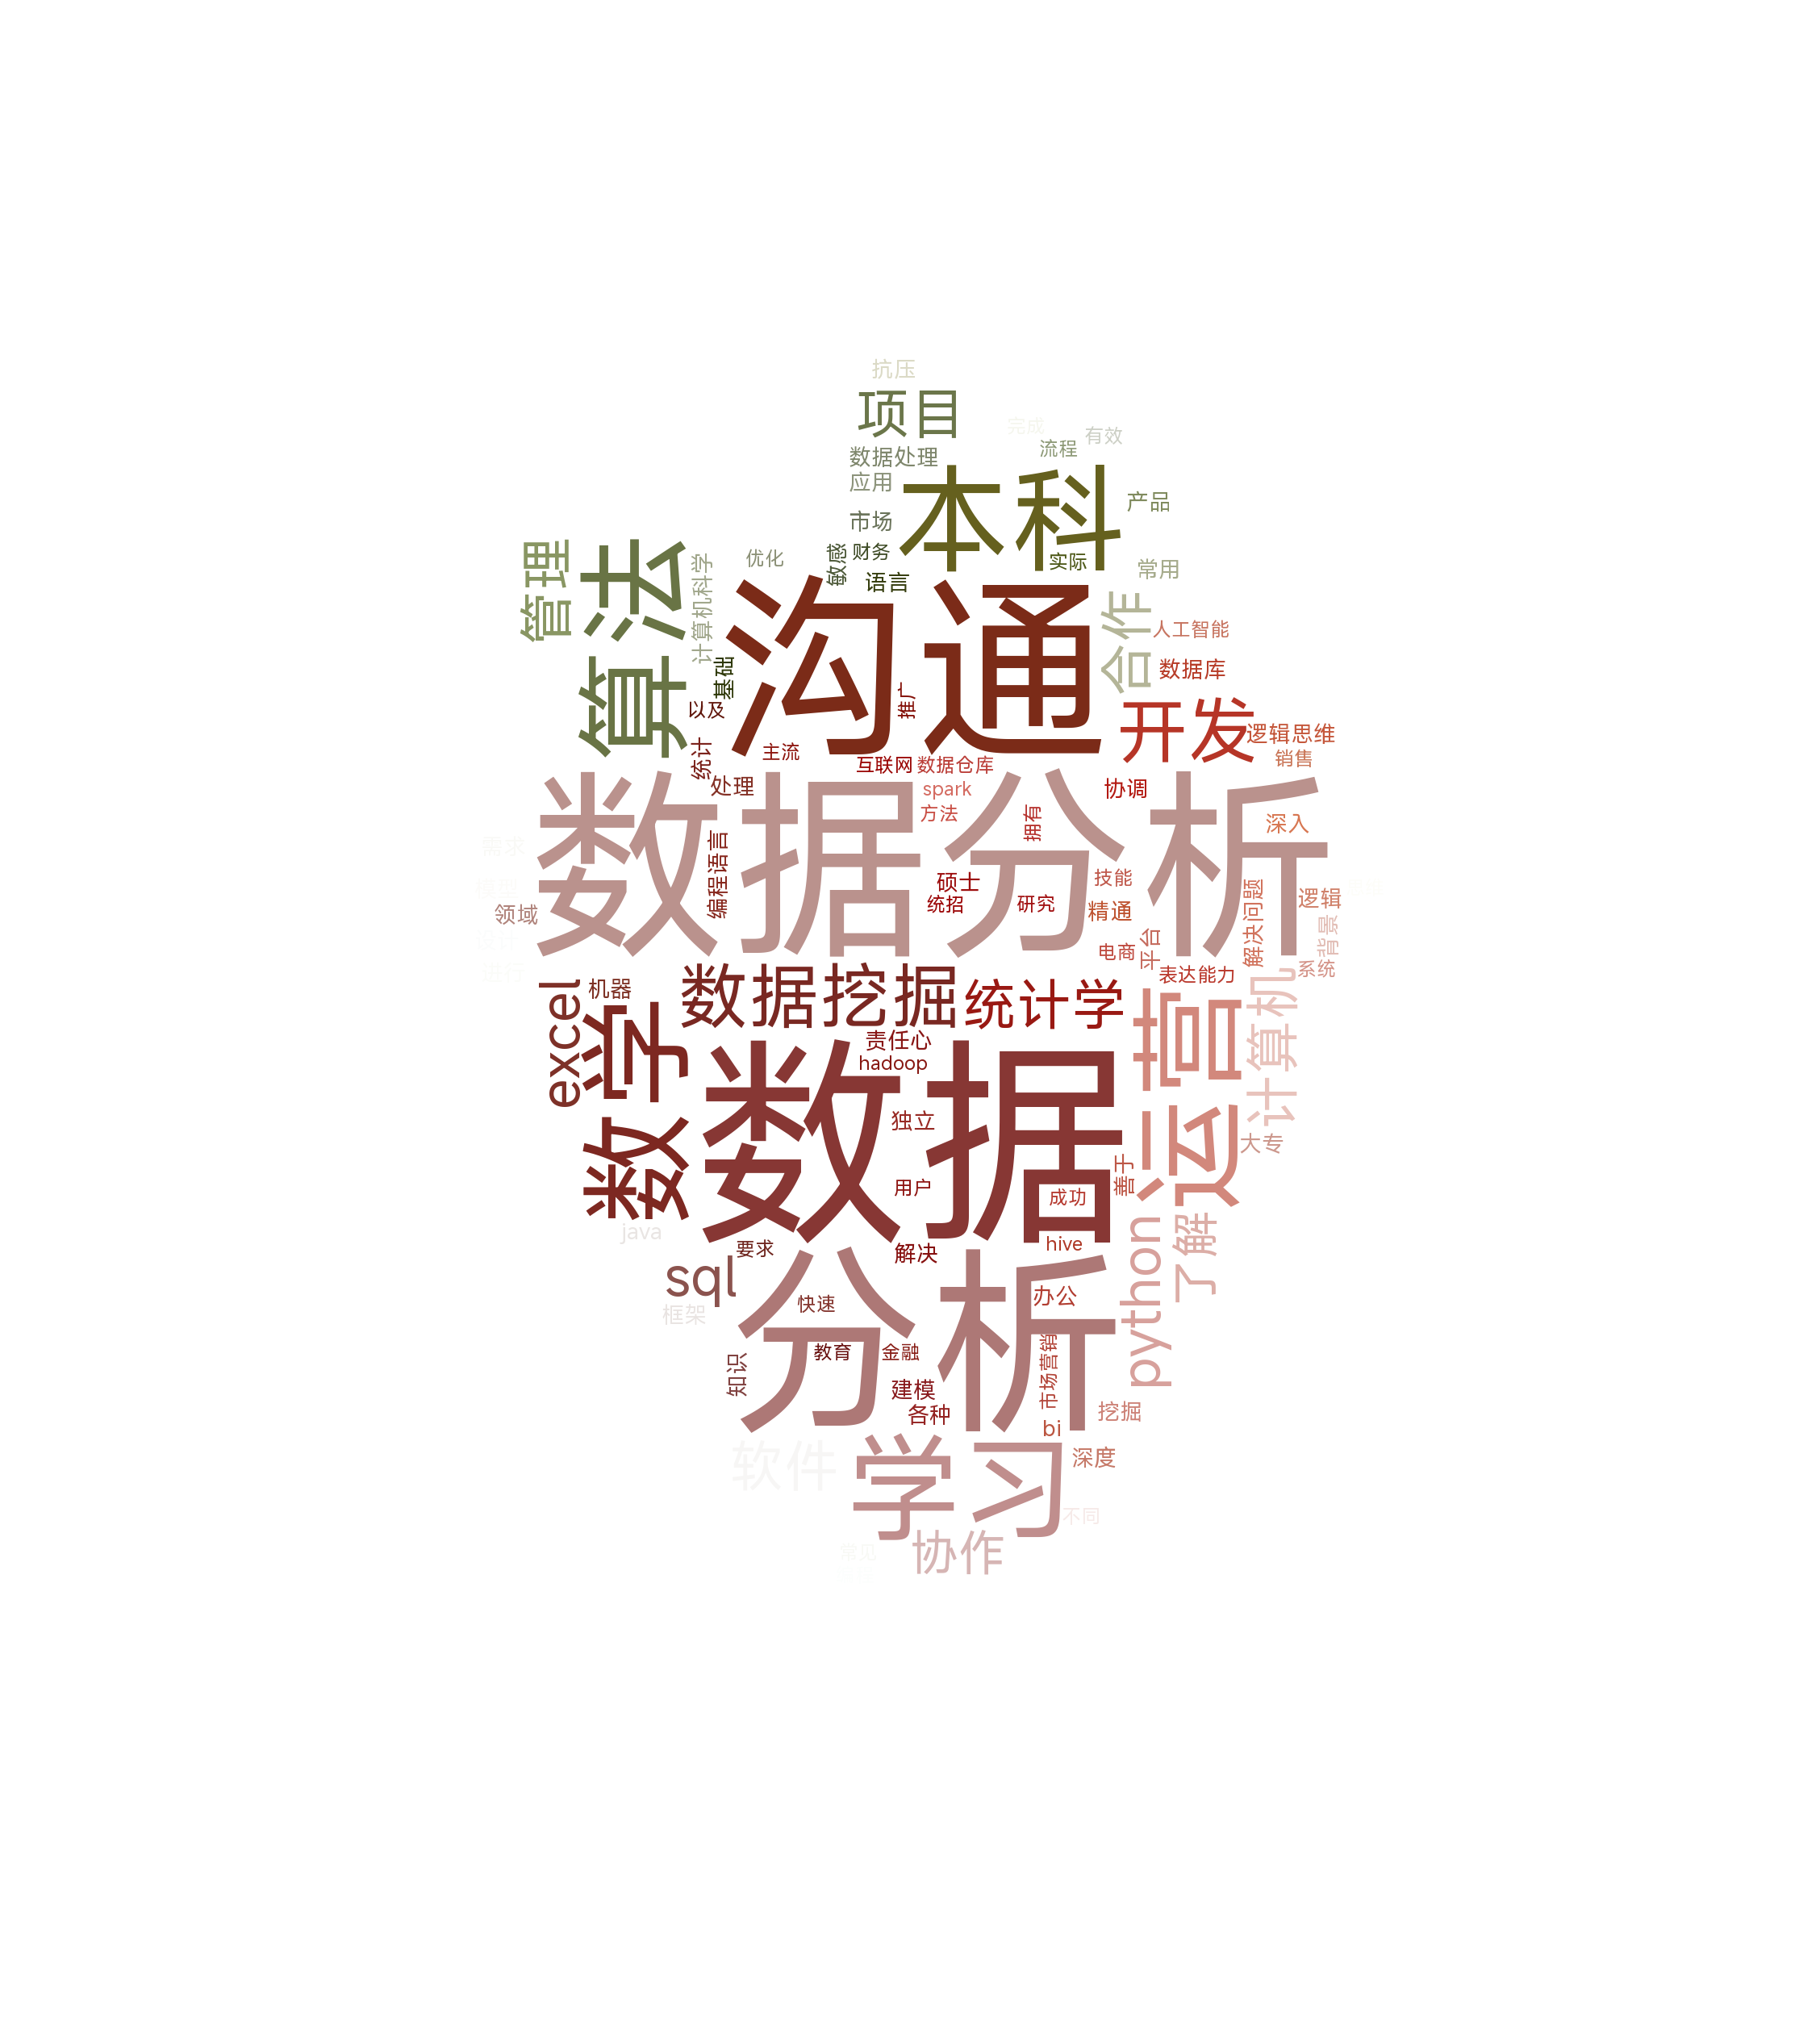 抗压
项目
完成
有效
流程
数据处理
应用
本科
产品
市场
管理
算法
计算机科学
优化
敏感
财务
实际
常用
语言
沟通
合作
人工智能
数据库
基础
以及
推广
开发
逻辑思维
销售
统计
主流
互联网
数据仓库
处理
spark
协调
方法
拥有
深入
数据分析
需求
编程语言
技能
硕士
统招
研究
精通
解决问题
逻辑
领域
背景
电商
平台
表达能力
系统
数据挖掘
统计学
excel
机器
数学
运营
计算机
责任心
hadoop
数据
独立
大专
用户
成功
善于
java
要求
解决
hive
python
了解
sql
分析
快速
办公
框架
教育
金融
市场营销
知识
建模
各种
挖掘
bi
软件
学习
深度
不同
常见
协作